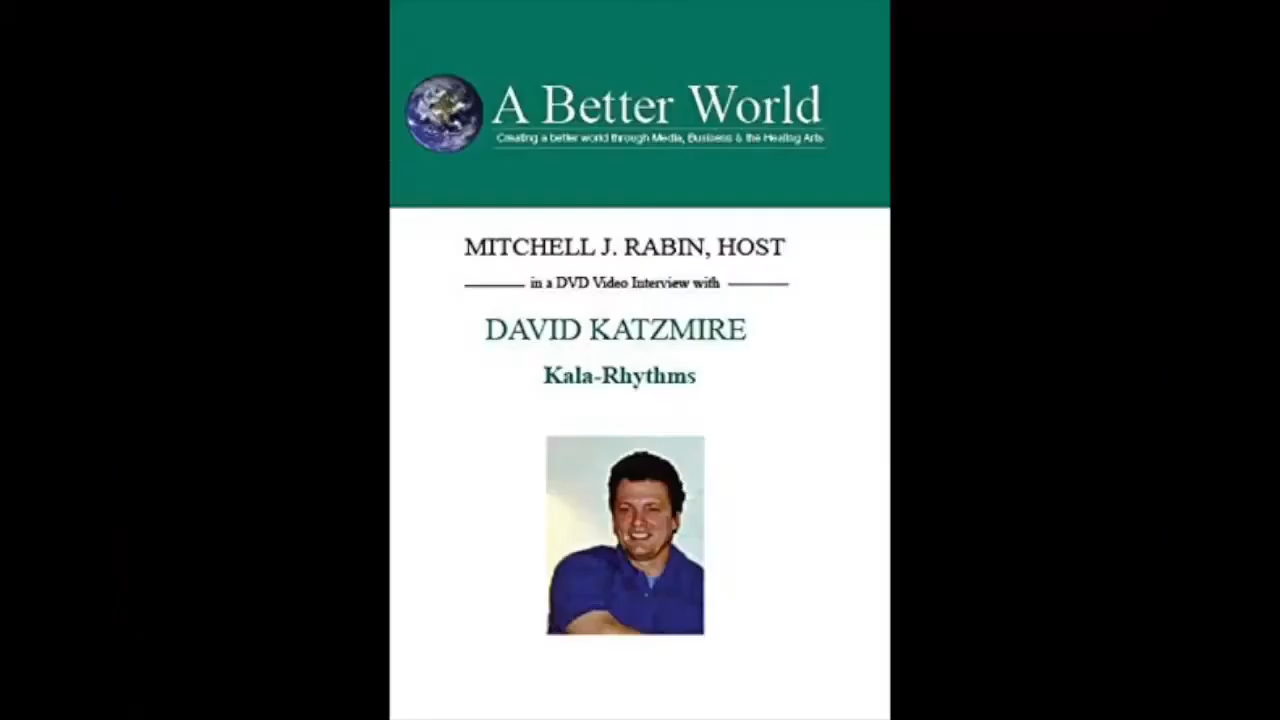 A Better World
Creating a better world through Media, Business & the Healing Arts
MITCHELL J. RABIN, HOST
in a DVD Video Interview with
DAVID KATZMIRE
Kala-Rhythms